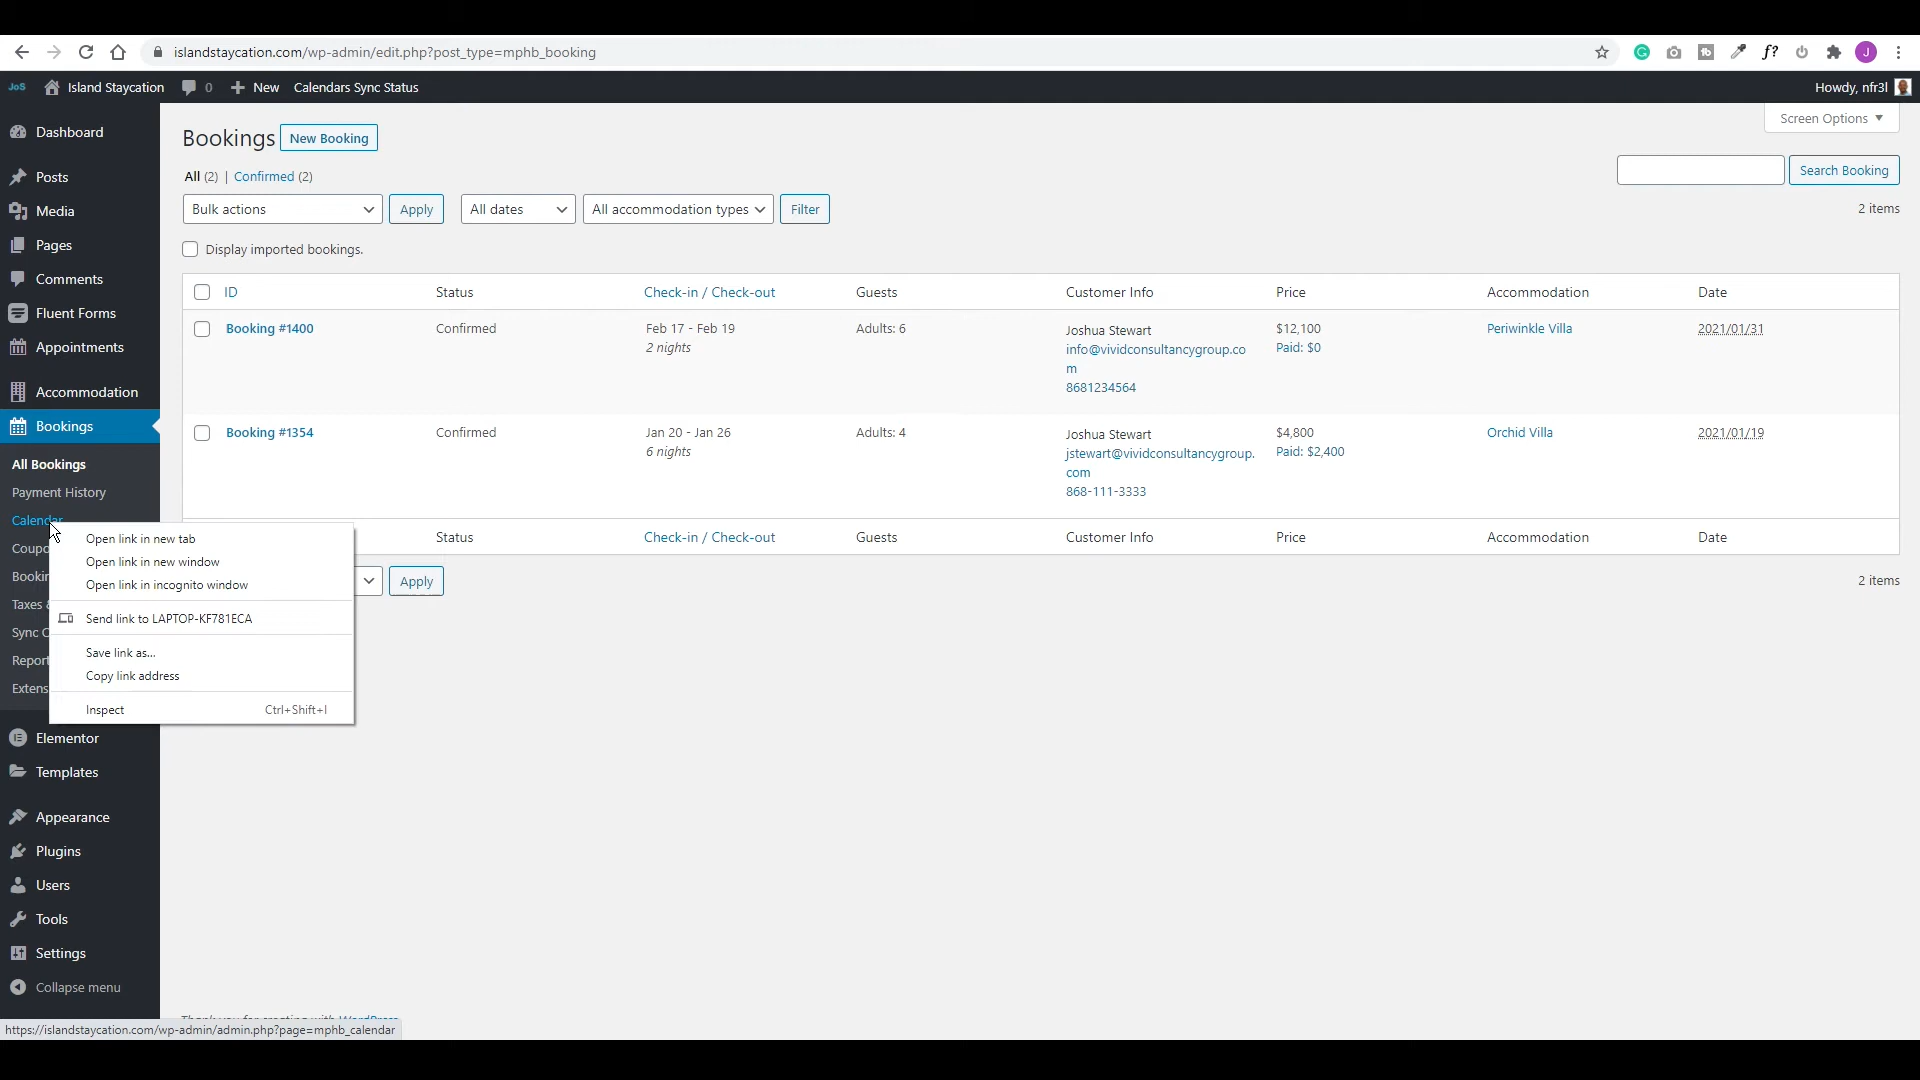 islandstaycation.com/wp-admin/edit.php?post_type=mphb_booking
Island Staycation 0 New Calendars Sync Status Howdy, nfr3l
Dashboard
Posts
Media
Pages
Comments
Fluent Forms
Appointments
Accommodation
Bookings
All Bookings
Payment History
Calendar
Coupo
Bookin
Taxes
Sync C
Report
Extens
Elementor
Templates
Appearance
Plugins
Users
Tools
Settings
Collapse menu
Screen Options
Bookings New Booking
All (2) | Confirmed (2)
Search Booking
Bulk actions Apply All dates All accommodation types Filter 2 items
Display imported bookings.
ID Status Check-in / Check-out Guests Customer Info Price Accommodation Date
Booking #1400 Confirmed Feb 17 - Feb 19 Adults: 6 Joshua Stewart $12,100 Periwinkle Villa 2021/01/31
2 nights info@vividconsultancygroup.co Paid: $0
m
8681234564
Booking #1354 Confirmed Jan 20 - Jan 26 Adults: 4 Joshua Stewart $4,800 Orchid Villa 2021/01/19
6 nights jstewart@vividconsultancygroup. Paid: $2,400
com
868-111-3333
Status Check-in / Check-out Guests Customer Info Price Accommodation Date
Apply 2 items
Open link in new tab
Open link in new window
Open link in incognito window
Send link to LAPTOP-KF781ECA
Save link as...
Copy link address
Inspect Ctrl+Shift+I
https://islandstaycation.com/wp-admin/admin.php?page=mphb_calendar